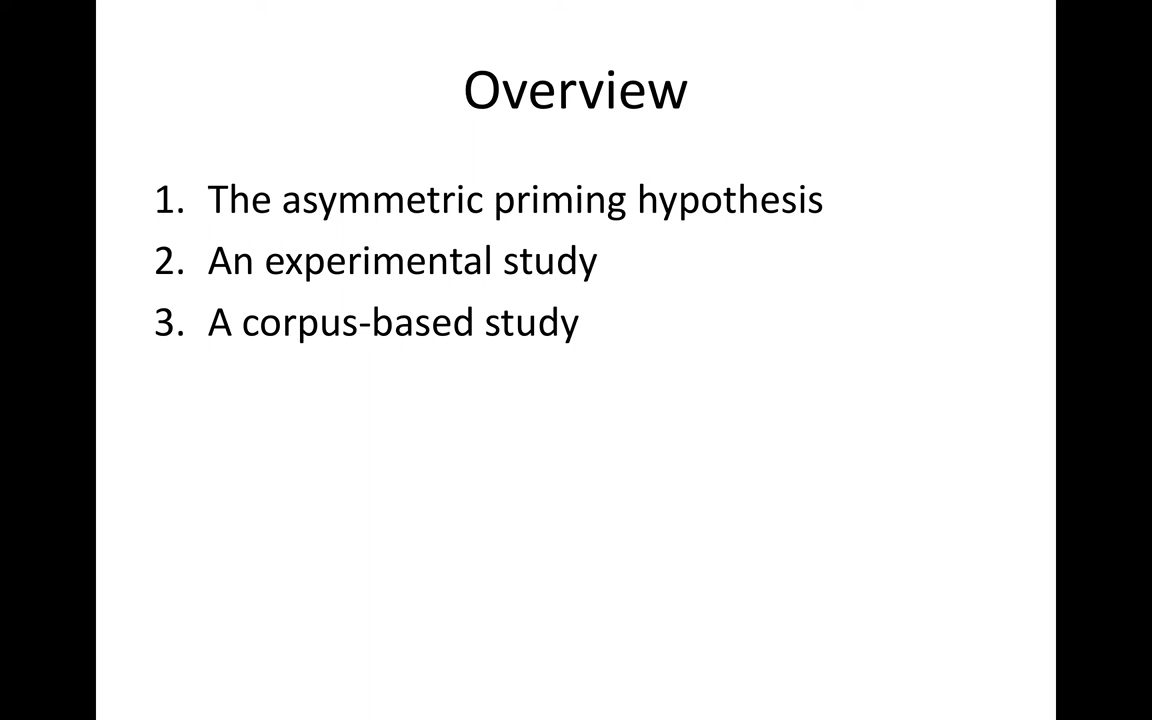 Overview
1. The asymmetric priming hypothesis
2. An experimental study
3. A corpus-based study